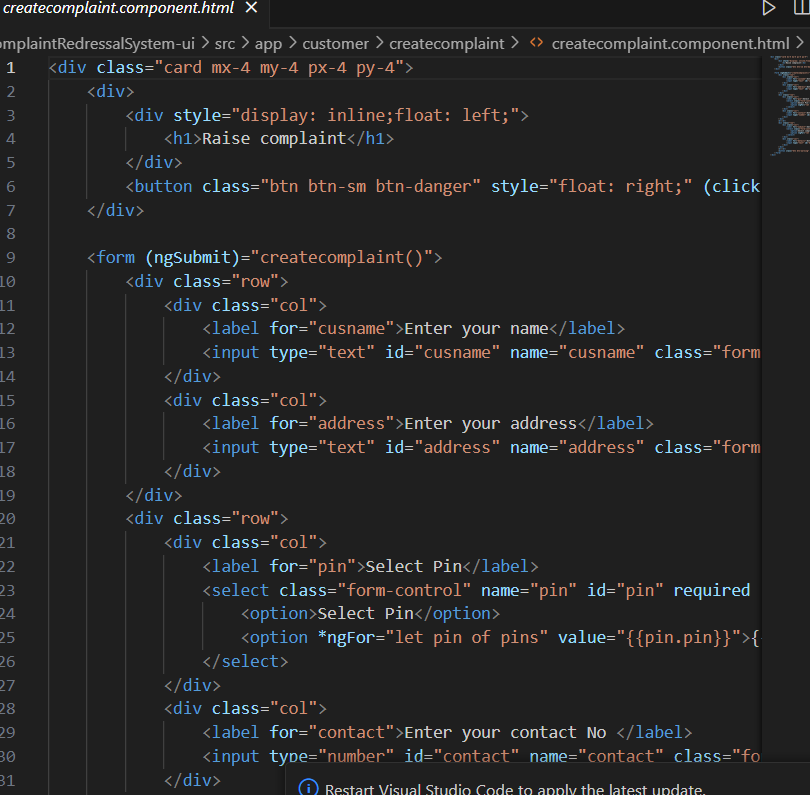 createcomplaint.component.html ×
omplaintRedressalSystem-ui > src > app > customer > createcomplaint > <> createcomplaint.component.html >
1 <div class="card mx-4 my-4 px-4 py-4">
2 <div>
3 <div style="display: inline;float: left;">
4 <h1>Raise complaint</h1>
5 </div>
6 <button class="btn btn-sm btn-danger" style="float: right;" (click
7 </div>
8
9 <form (ngSubmit)="createcomplaint()">
10 <div class="row">
11 <div class="col">
12 <label for="cusname">Enter your name</label>
13 <input type="text" id="cusname" name="cusname" class="form
14 </div>
15 <div class="col">
16 <label for="address">Enter your address</label>
17 <input type="text" id="address" name="address" class="form
18 </div>
19 </div>
20 <div class="row">
21 <div class="col">
22 <label for="pin">Select Pin</label>
23 <select class="form-control" name="pin" id="pin" required
24 <option>Select Pin</option>
25 <option *ngFor="let pin of pins" value="{{pin.pin}}">{
26 </select>
27 </div>
28 <div class="col">
29 <label for="contact">Enter your contact No </label>
30 <input type="number" id="contact" name="contact" class="fo
31 </div>
Restart Visual Studio Code to apply the latest update.